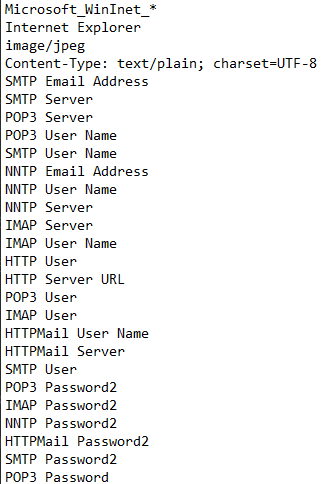 Microsoft_WinInet_*
Internet Explorer
image/jpeg
Content-Type: text/plain; charset=UTF-8
SMTP Email Address
SMTP Server
POP3 Server
POP3 User Name
SMTP User Name
NNTP Email Address
NNTP User Name
NNTP Server
IMAP Server
IMAP User Name
HTTP User
HTTP Server URL
POP3 User
IMAP User
HTTPMail User Name
HTTPMail Server
SMTP User
POP3 Password2
IMAP Password2
NNTP Password2
HTTPMail Password2
SMTP Password2
POP3 Password